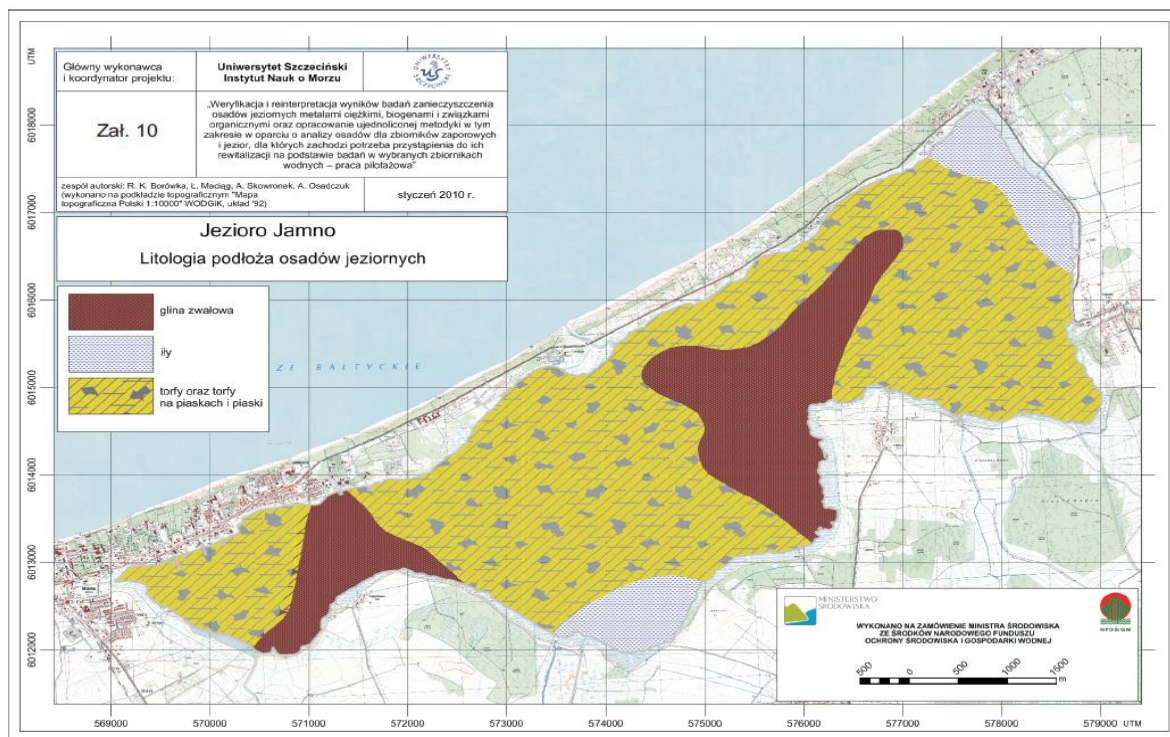 UTM
Główny wykonawca
i koordynator projektu:
Uniwersytet Szczeciński
Instytut Nauk o Morzu
UNIWERSYTET SZCZECIŃSKI
US
Zał. 10
„Weryfikacja i reinterpretacja wyników badań zanieczyszczenia
osadów jeziornych metalami ciężkimi, biogenami i związkami
organicznymi oraz opracowanie ujednoliconej metodyki w tym
zakresie w oparciu o analizy osadów dla zbiorników zaporowych
i jezior, dla których zachodzi potrzeba przystąpienia do ich
rewitalizacji na podstawie badań w wybranych zbiornikach
wodnych – praca pilotażowa"
zespół autorski: R. K. Borówka, Ł. Maciąg, A. Skowronek, A. Osadczuk
(wykonano na podkładzie topograficznym "Mapa
topograficzna Polski 1:10000" WODGiK, układ '92)
styczeń 2010 r.
Jezioro Jamno
Litologia podłoża osadów jeziornych
glina zwałowa
iły
torfy oraz torfy
na piaskach i piaski
ZE BAŁTYCKIE
6018000
6017000
6016000
6015000
6014000
6013000
6012000
MINISTERSTWO
ŚRODOWISKA
NFOŚiGW
WYKONANO NA ZAMÓWIENIE MINISTRA ŚRODOWISKA
ZE ŚRODKÓW NARODOWEGO FUNDUSZU
OCHRONY ŚRODOWISKA I GOSPODARKI WODNEJ
500 0 500 1000 1500
m
569000 570000 571000 572000 573000 574000 575000 576000 577000 578000 579000 UTM